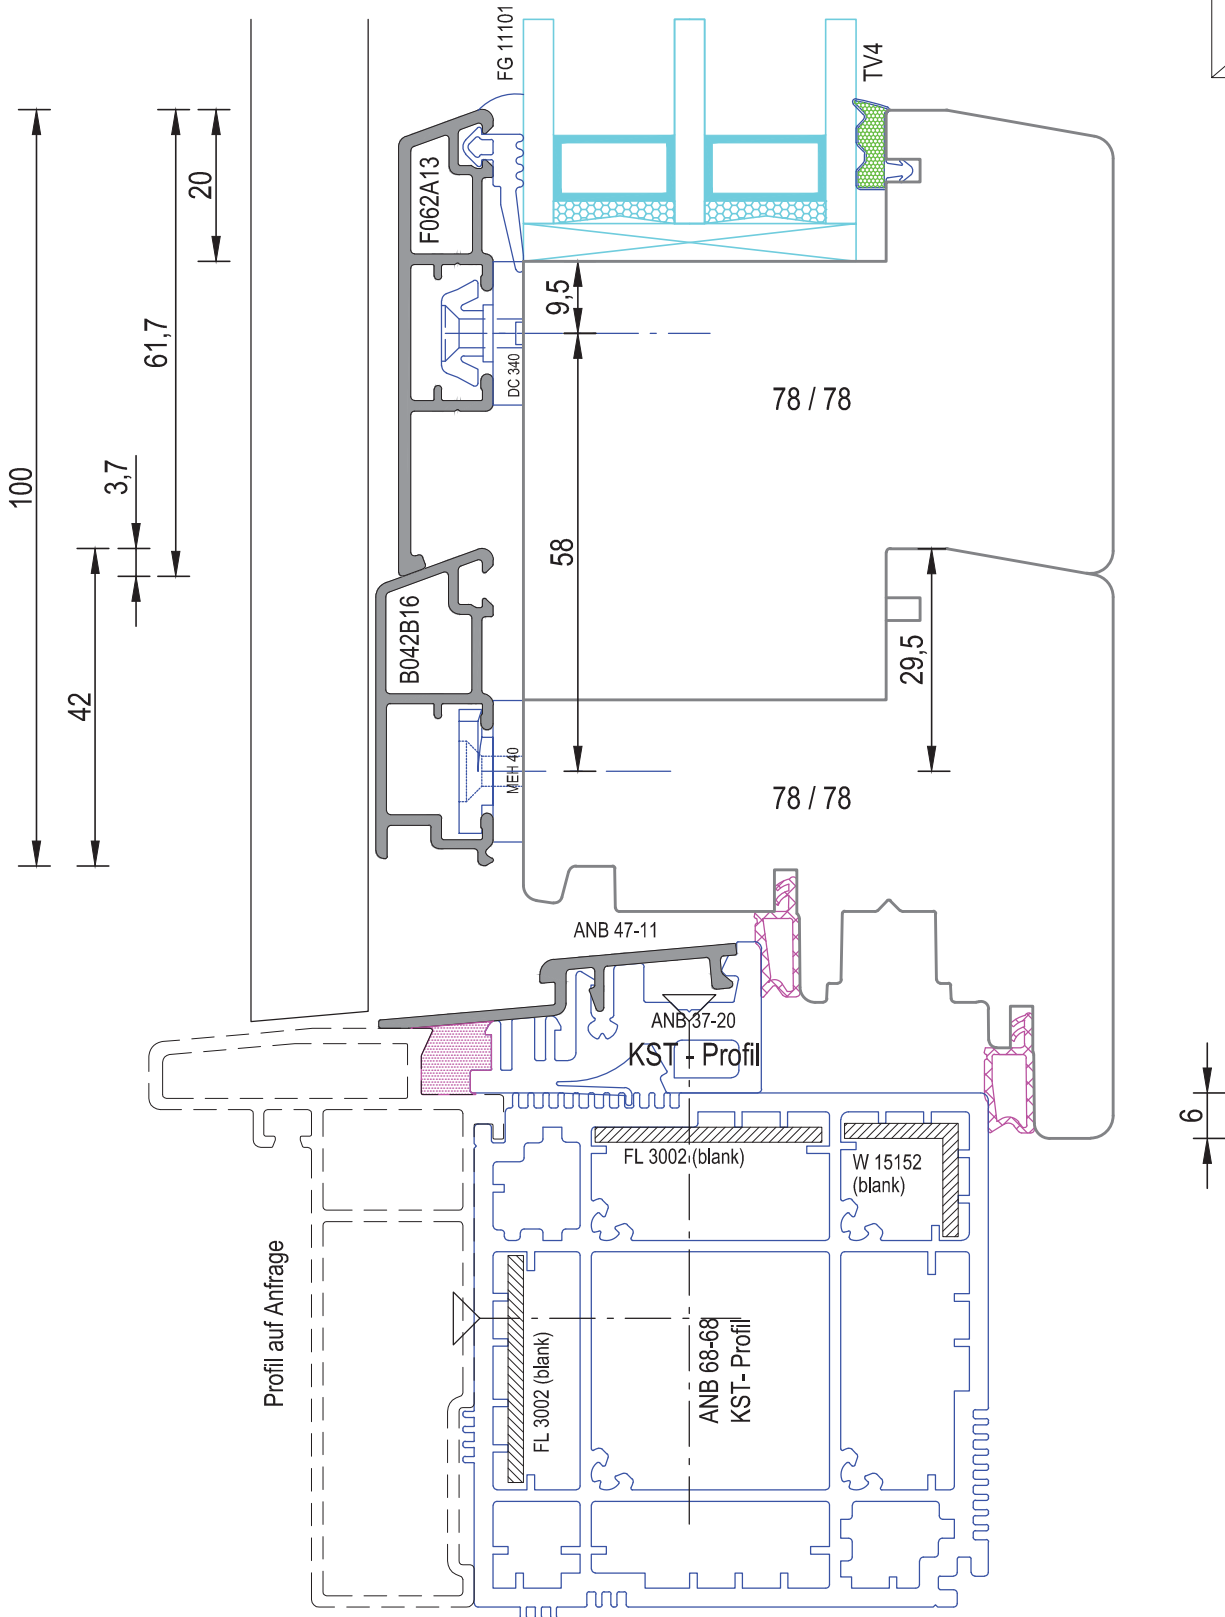 FG 11101
TV4
20
F062A13
9,5
61,7
DC 340
78 / 78
100
3,7
58
B042B16
29,5
42
MEH 40
78 / 78
ANB 47-11
ANB 37-20
KST - Profil
6
FL 3002 (blank)
W 15152
(blank)
Profil auf Anfrage
FL 3002 (blank)
ANB 68-68
KST- Profil